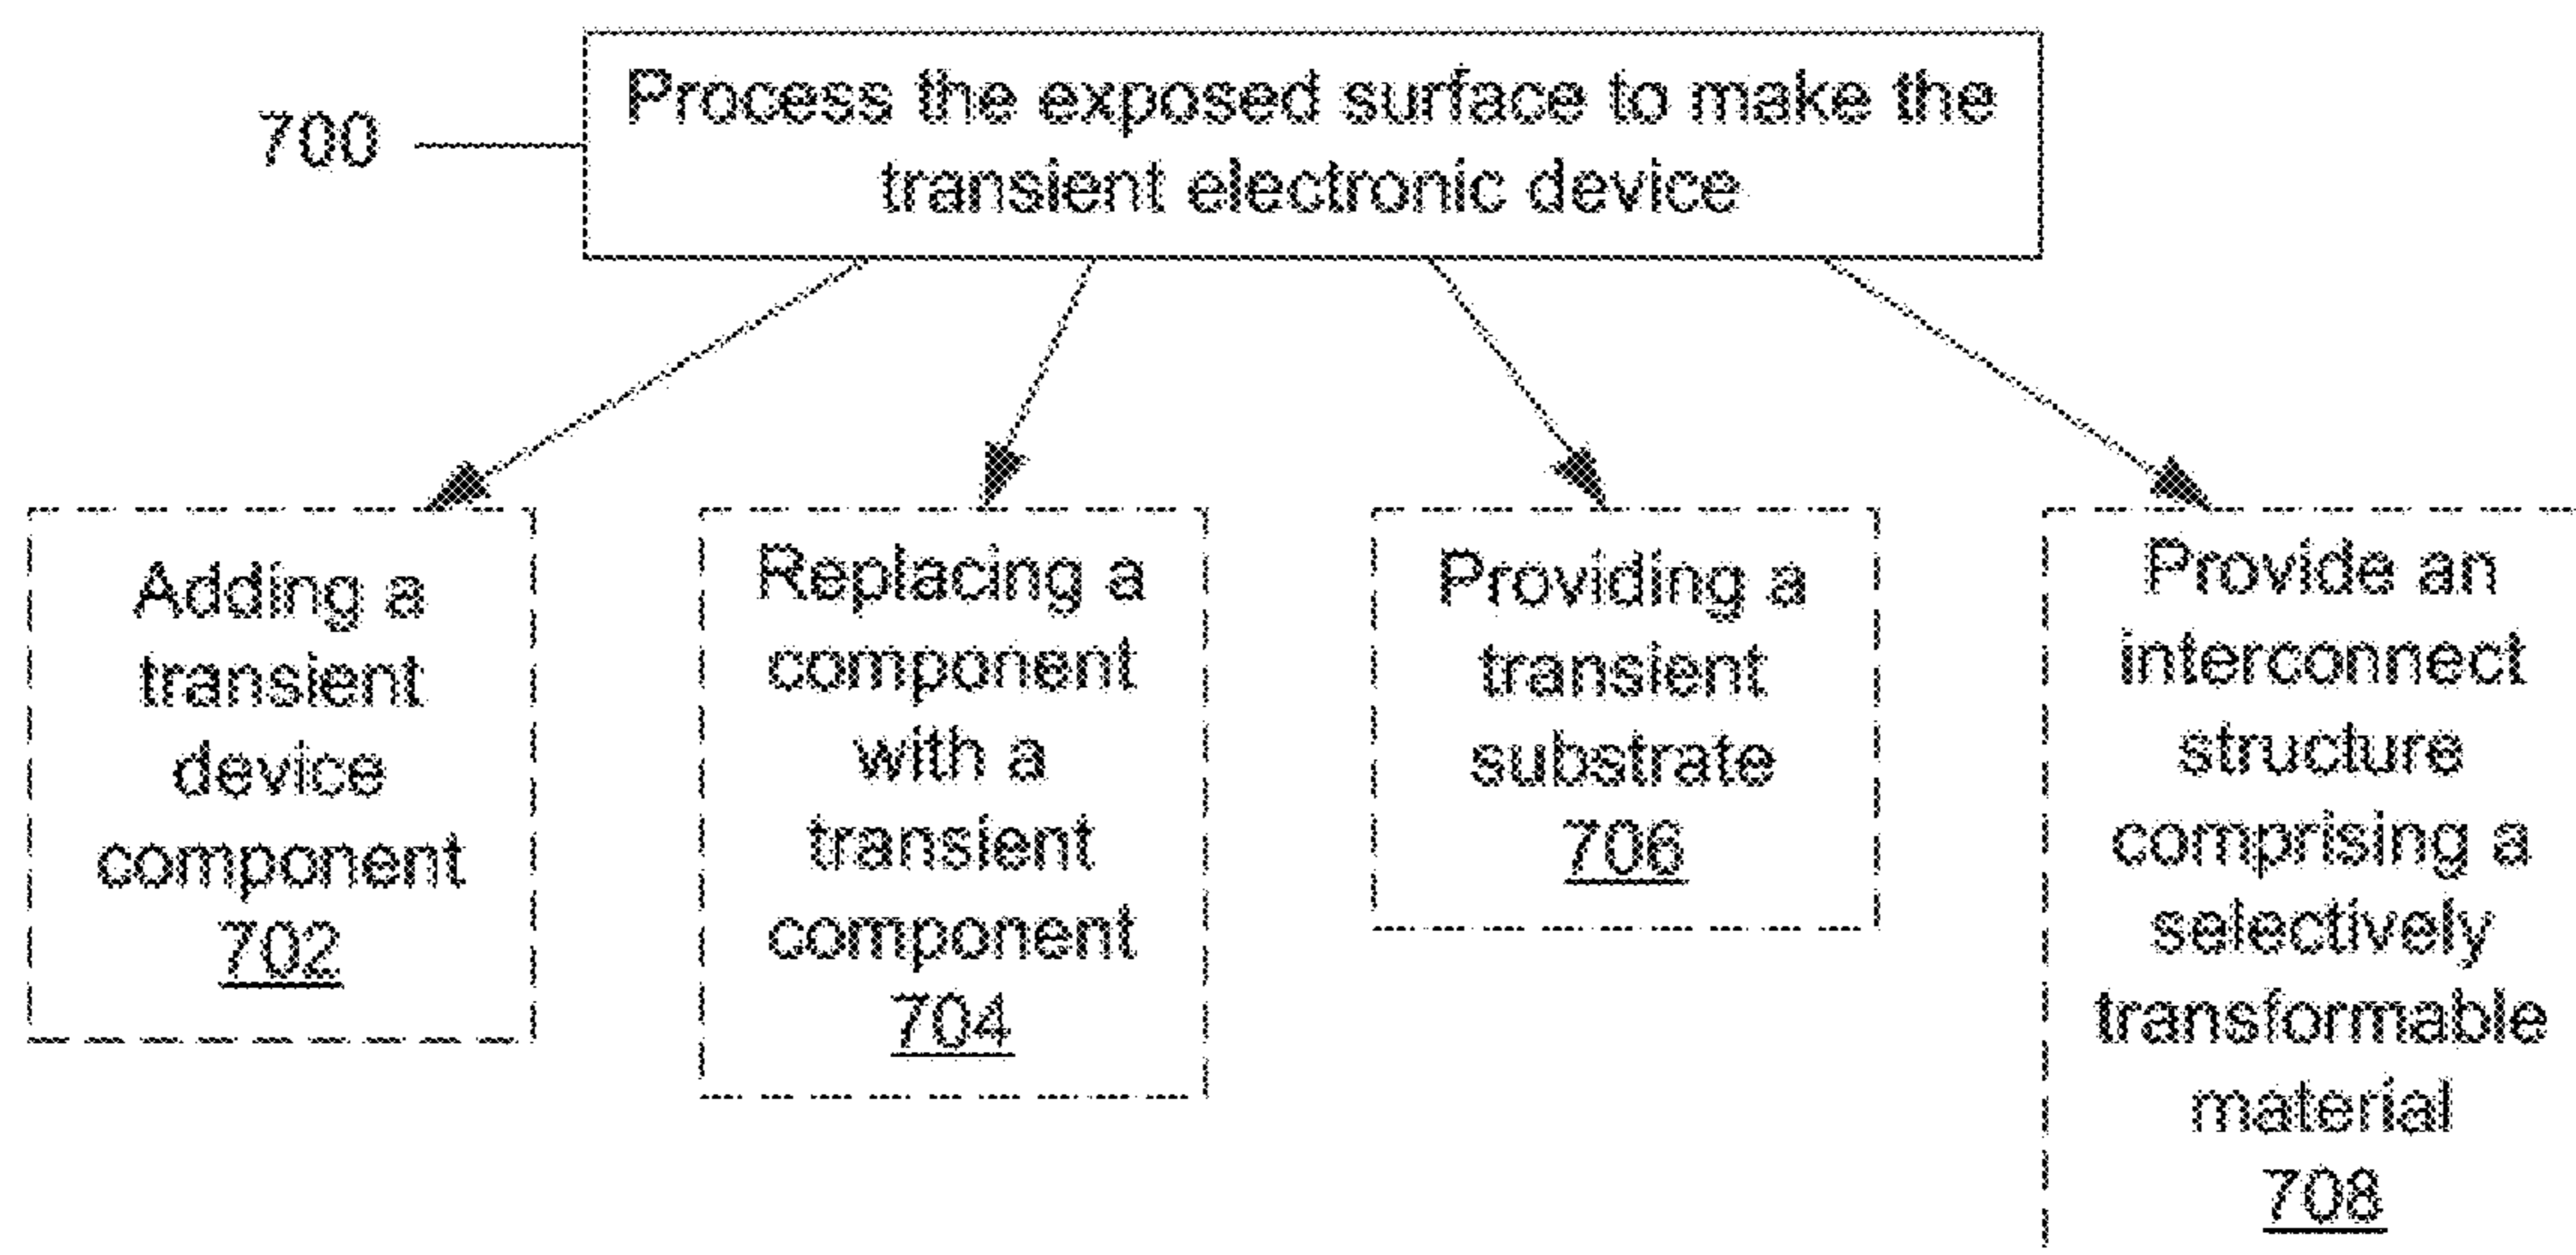 700
Process the exposed surface to make the
transient electronic device
Adding a
transient
device
component
702
Replacing a
component
with a
transient
component
704
Providing a
transient
substrate
706
Provide an
interconnect
structure
comprising a
selectively
transformable
material
708